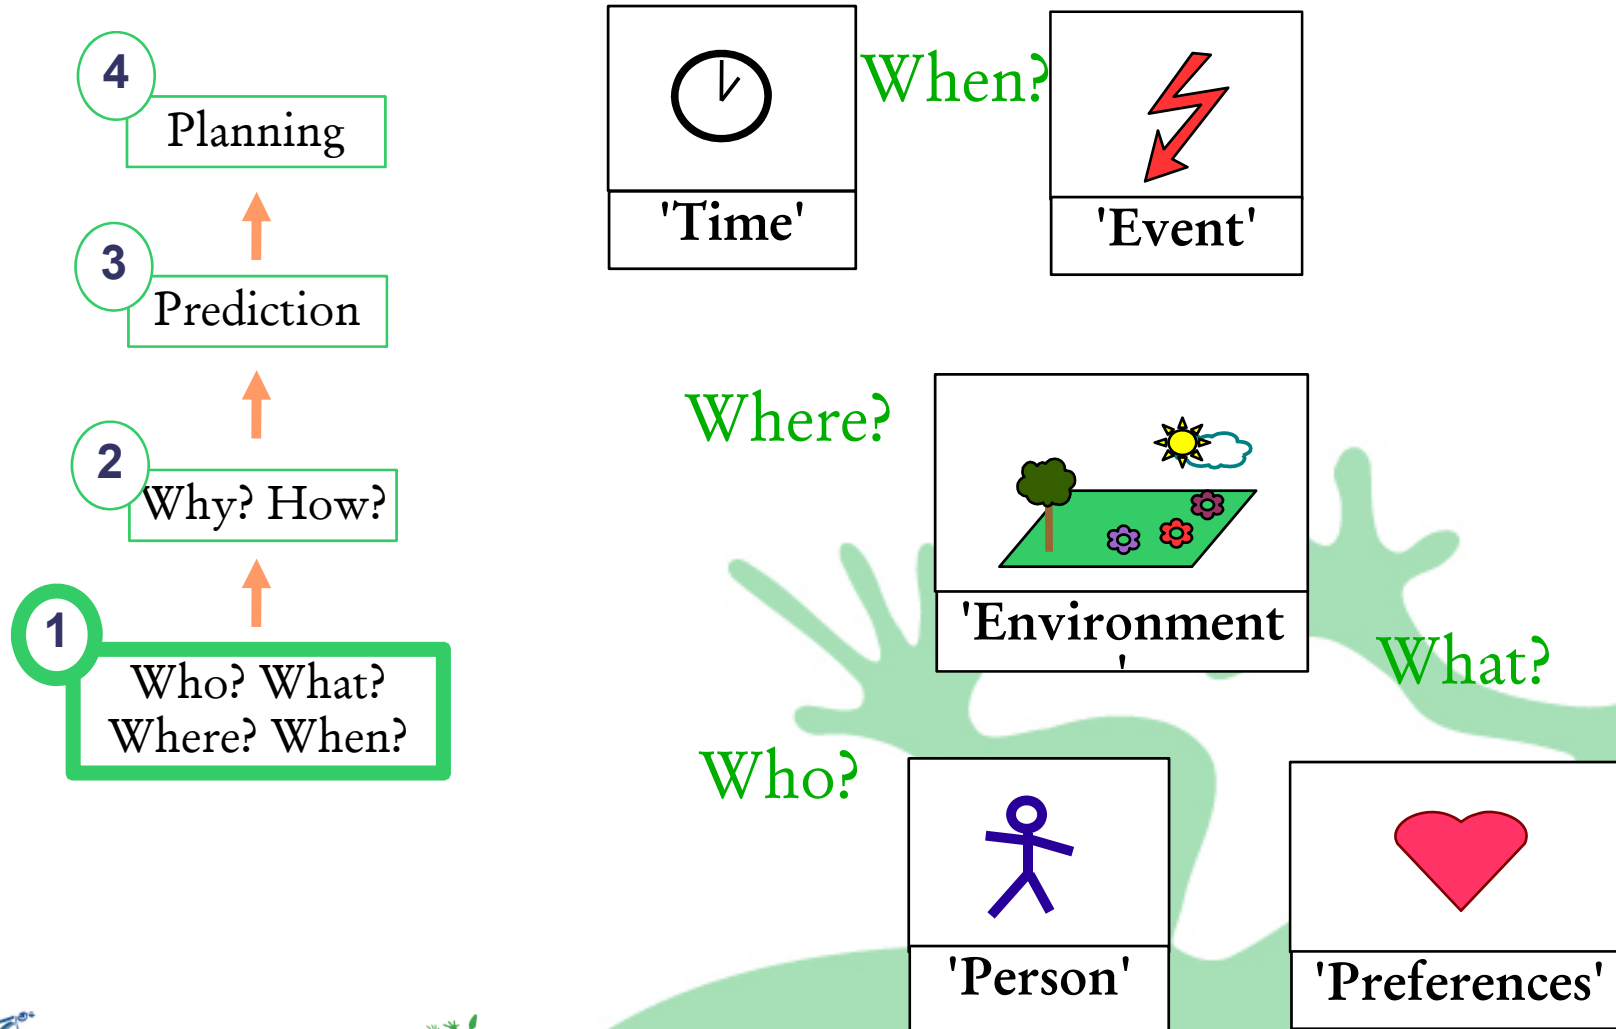 4
Planning
3
Prediction
2
Why? How?
1
Who? What?
Where? When?
When?
'Time'
'Event'
Where?
'Environment
'
What?
Who?
'Person'
'Preferences'